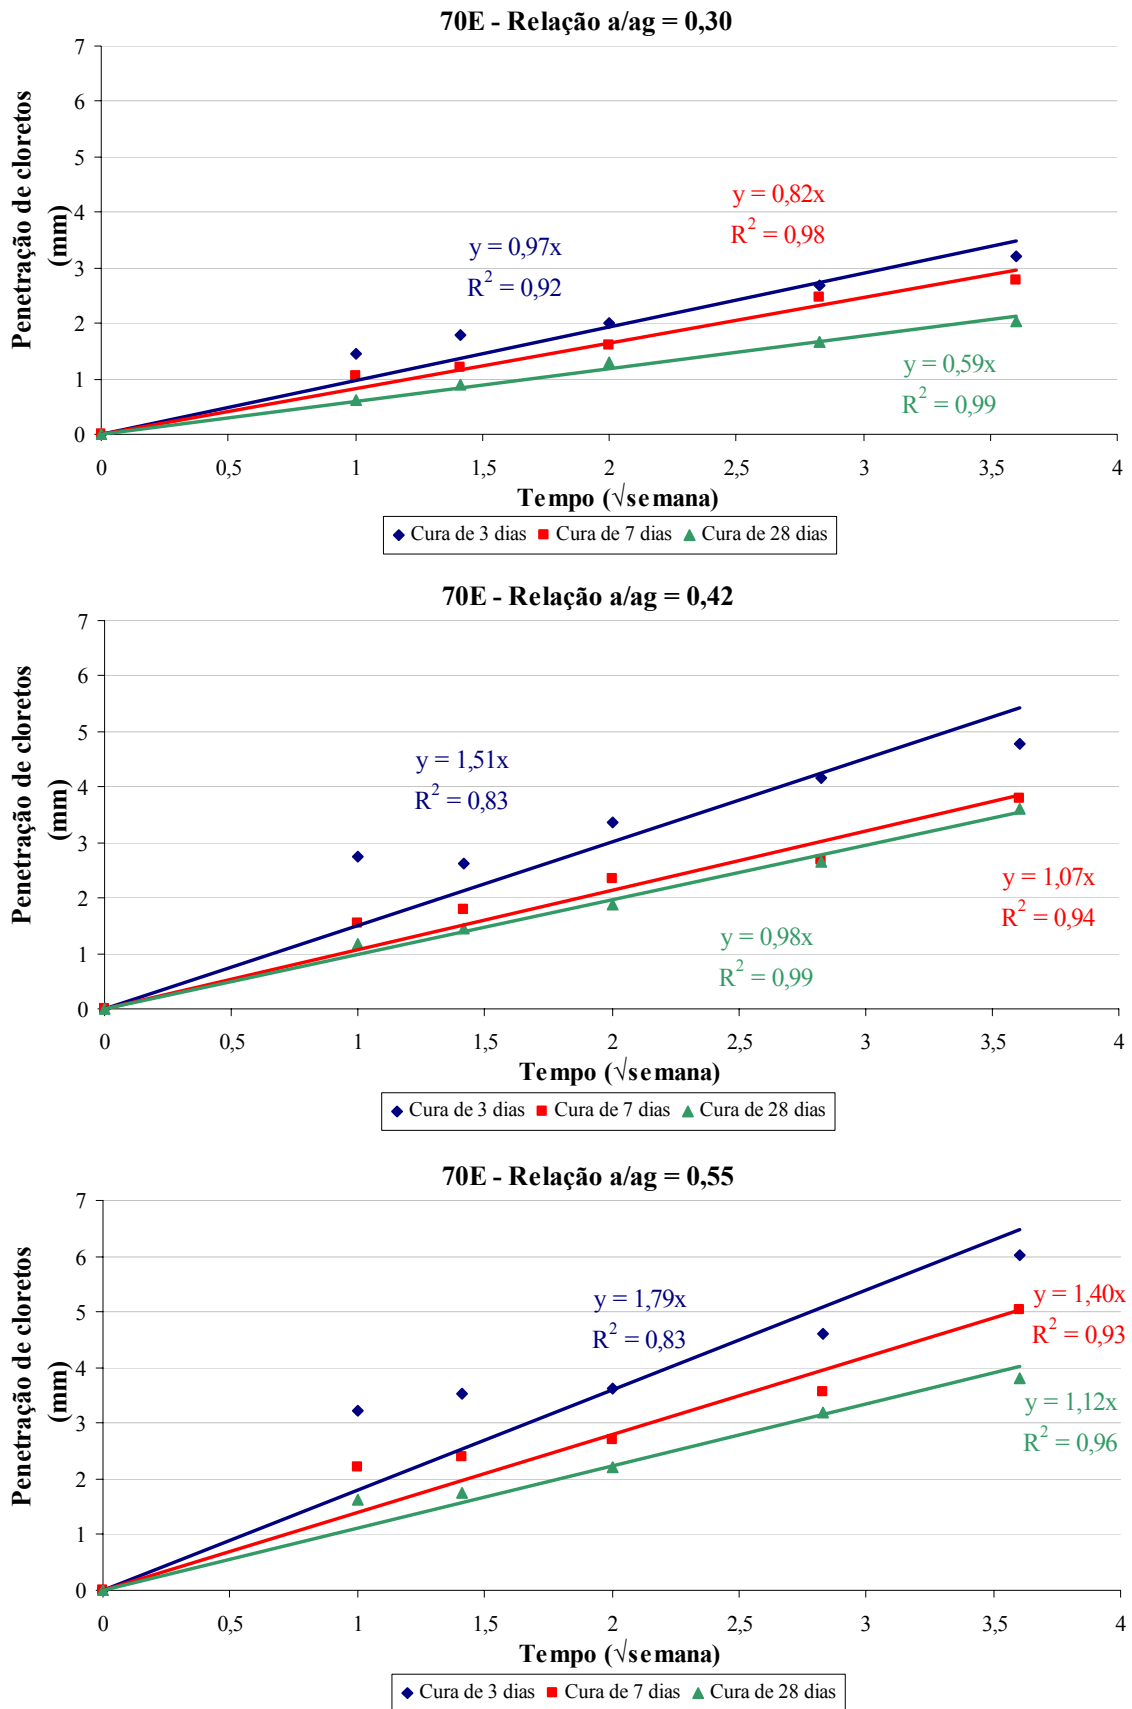 70E - Relação a/ag = 0,30
Penetração de cloretos
(mm)
7
6
5
4
3
2
1
0
y = 0,97x
R² = 0,92
y = 0,82x
R² = 0,98
y = 0,59x
R² = 0,99
0 0,5 1 1,5 2 2,5 3 3,5 4
Tempo (√semana)
Cura de 3 dias Cura de 7 dias Cura de 28 dias
70E - Relação a/ag = 0,42
Penetração de cloretos
(mm)
7
6
5
4
3
2
1
0
y = 1,51x
R² = 0,83
y = 1,07x
R² = 0,94
y = 0,98x
R² = 0,99
0 0,5 1 1,5 2 2,5 3 3,5 4
Tempo (√semana)
Cura de 3 dias Cura de 7 dias Cura de 28 dias
70E - Relação a/ag = 0,55
Penetração de cloretos
(mm)
7
6
5
4
3
2
1
0
y = 1,79x
R² = 0,83
y = 1,40x
R² = 0,93
y = 1,12x
R² = 0,96
0 0,5 1 1,5 2 2,5 3 3,5 4
Tempo (√semana)
Cura de 3 dias Cura de 7 dias Cura de 28 dias